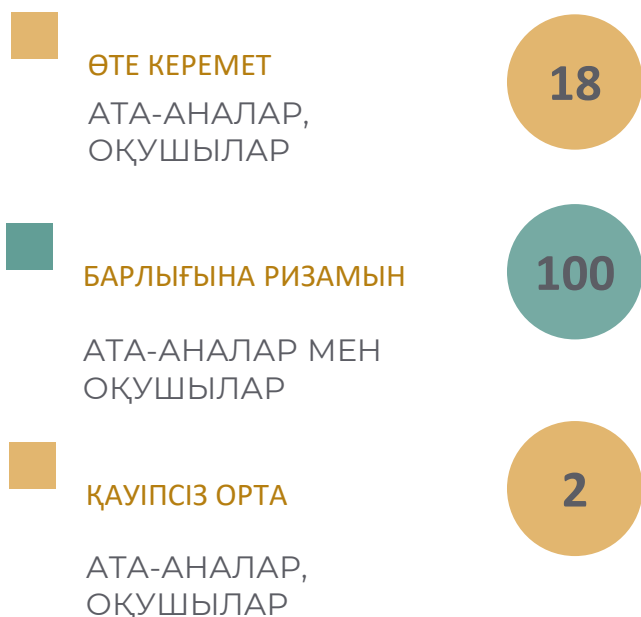 ӨТЕ КЕРЕМЕТ
АТА-АНАЛАР,
ОҚУШЫЛАР
18
БАРЛЫҒЫНА РИЗАМЫН
100
АТА-АНАЛАР МЕН
ОҚУШЫЛАР
ҚАУІПСІЗ ОРТА
2
АТА-АНАЛАР,
ОҚУШЫЛАР